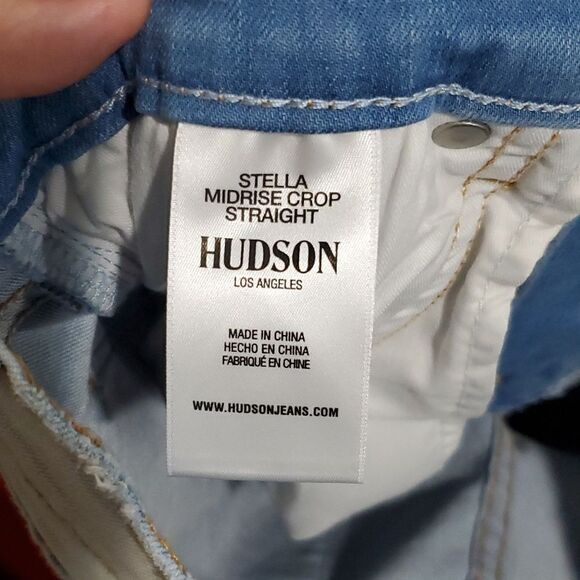 STELLA
MIDRISE CROP
STRAIGHT
HUDSON
LOS ANGELES
MADE IN CHINA
HECHO EN CHINA
FABRIQUÉ EN CHINE
WWW.HUDSONJEANS.COM